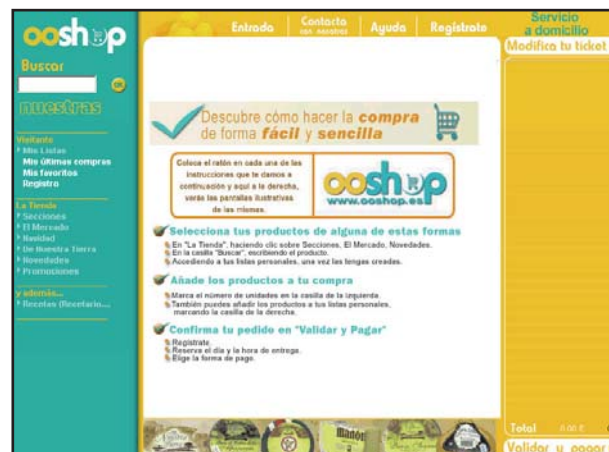 ooshop
Entrada
Contacta
con nosotros
Ayuda
Regístrate
Servicio
a domicilio
Modifica tu ticket
Buscar
OK
nuestras
Visitante
Mis Listas
Mis últimas compras
Mis favoritos
Registro
La Tienda
Secciones
El Mercado
Navidad
De Nuestra Tierra
Novedades
Promociones
y además...
Recetas (Recetario...
Descubre cómo hacer la compra
de forma fácil y sencilla
Coloca el ratón en cada una de las
instrucciones que te damos a
continuación y aquí a la derecha,
verás las pantallas ilustrativas
de las mismas.
ooshop
www.ooshop.es
Selecciona tus productos de alguna de estas formas
En "La Tienda", haciendo clic sobre Secciones, El Mercado, Novedades.
En la casilla "Buscar", escribiendo el producto.
Accediendo a tus listas personales, una vez las tengas creadas.
Añade los productos a tu compra
Marca el número de unidades en la casilla de la izquierda.
También puedes añadir los productos a tus listas personales,
marcando la casilla de la derecha.
Confirma tu pedido en "Validar y Pagar"
Regístrate.
Reserva el día y la hora de entrega.
Elige la forma de pago.
Total 0.00 €
Validar y pagar